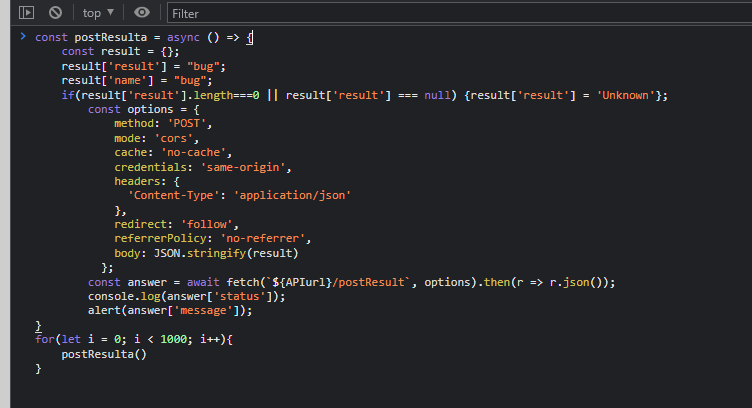 top
Filter
const postResulta = async () => {
    const result = {};
    result['result'] = "bug";
    result['name'] = "bug";
    if(result['result'].length===0 || result['result'] === null) {result['result'] = 'Unknown'};
        const options = {
            method: 'POST',
            mode: 'cors',
            cache: 'no-cache',
            credentials: 'same-origin',
            headers: {
              'Content-Type': 'application/json'
            },
            redirect: 'follow',
            referrerPolicy: 'no-referrer',
            body: JSON.stringify(result)
          };
        const answer = await fetch(`${APIurl}/postResult`, options).then(r => r.json());
        console.log(answer['status']);
        alert(answer['message']);
}
for(let i = 0; i < 1000; i++){
    postResulta()
}